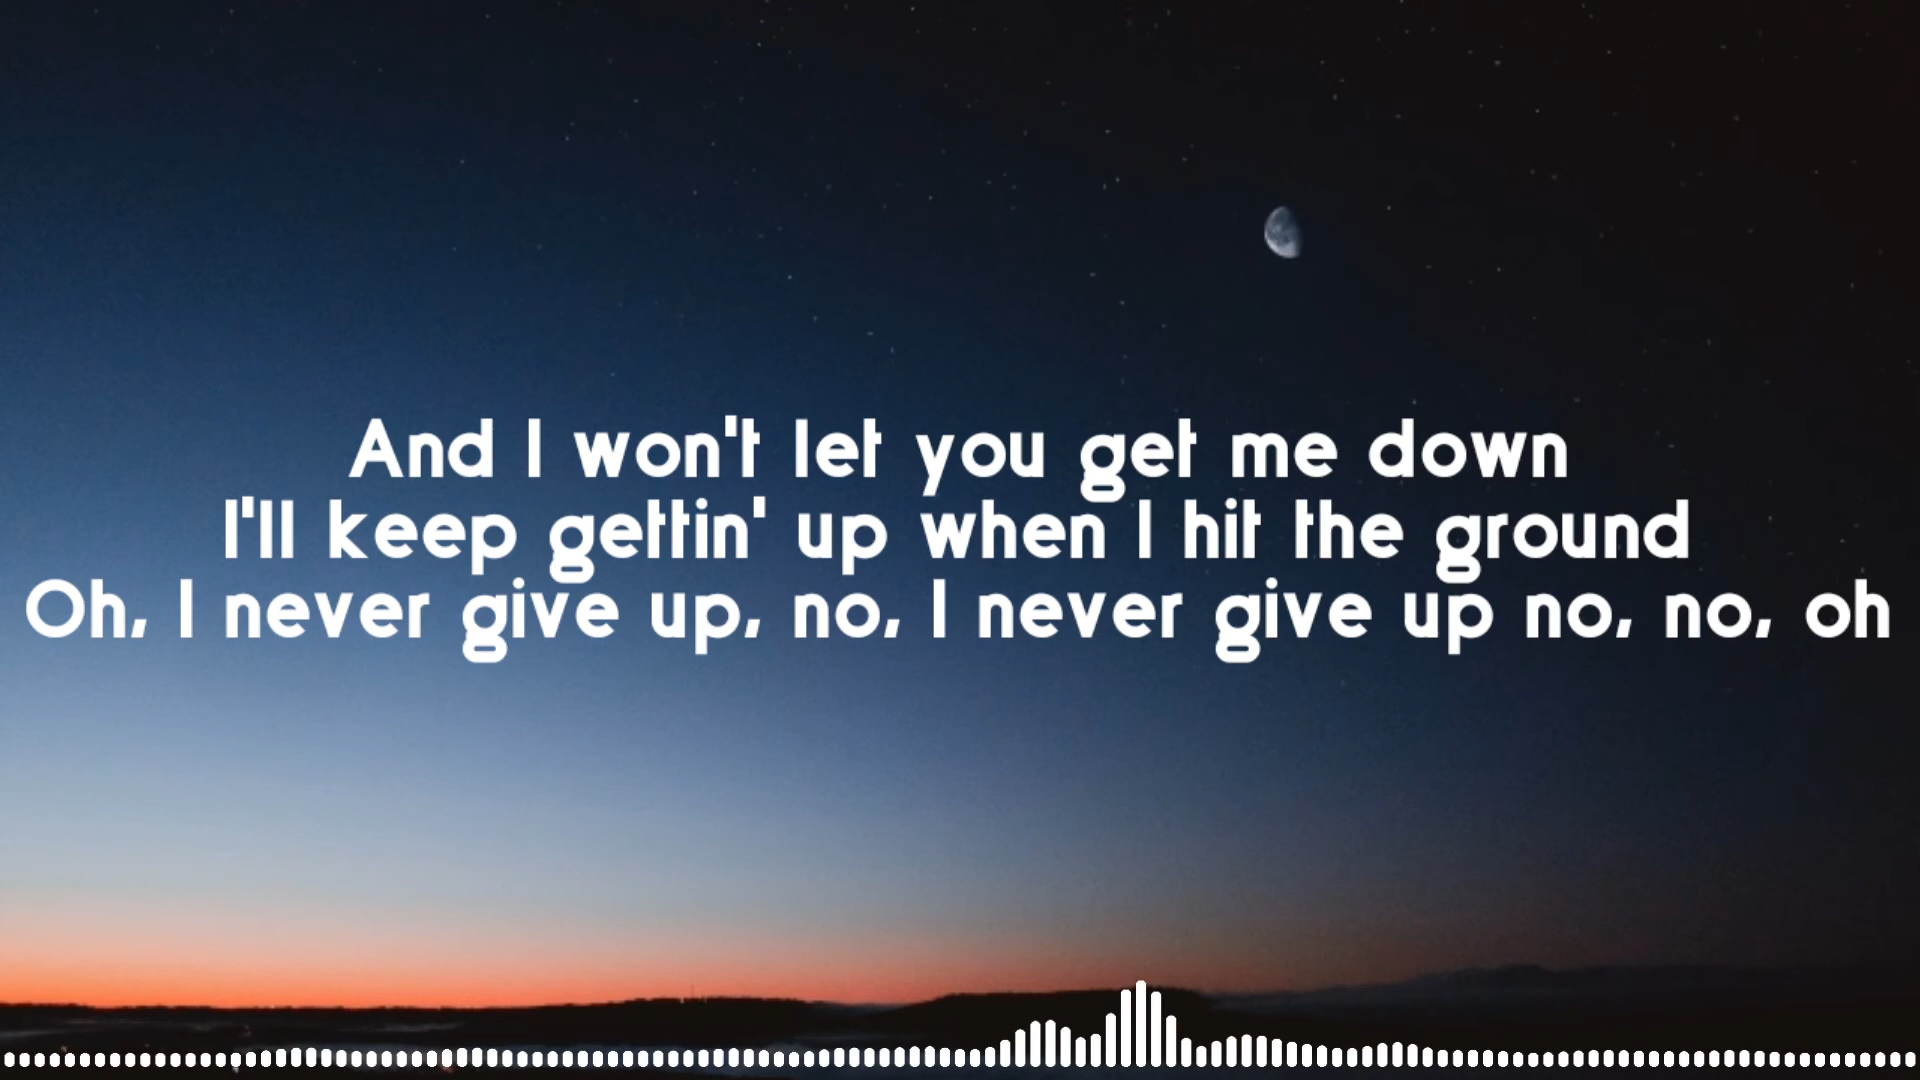 And I won't let you get me down
I'll keep gettin' up when I hit the ground
Oh, I never give up, no, I never give up no, no, oh